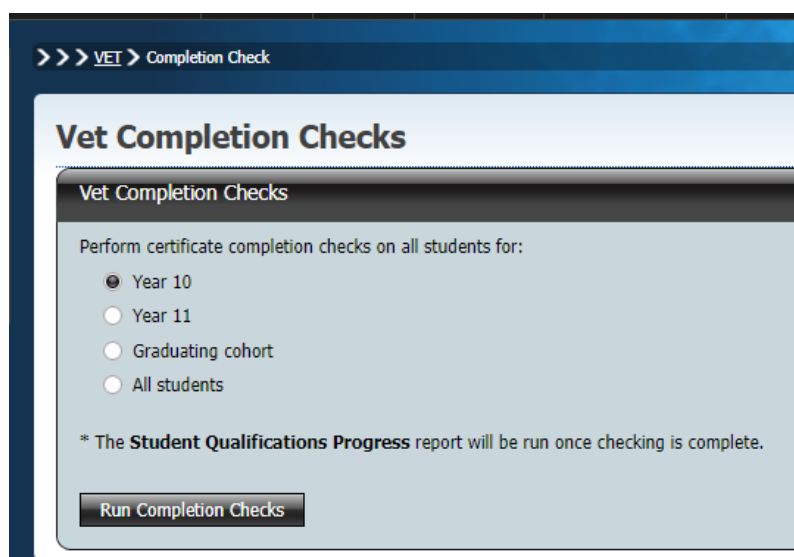 VET Completion Check
Vet Completion Checks
Vet Completion Checks
Perform certificate completion checks on all students for:
Year 10
Year 11
Graduating cohort
All students
* The Student Qualifications Progress report will be run once checking is complete.
Run Completion Checks